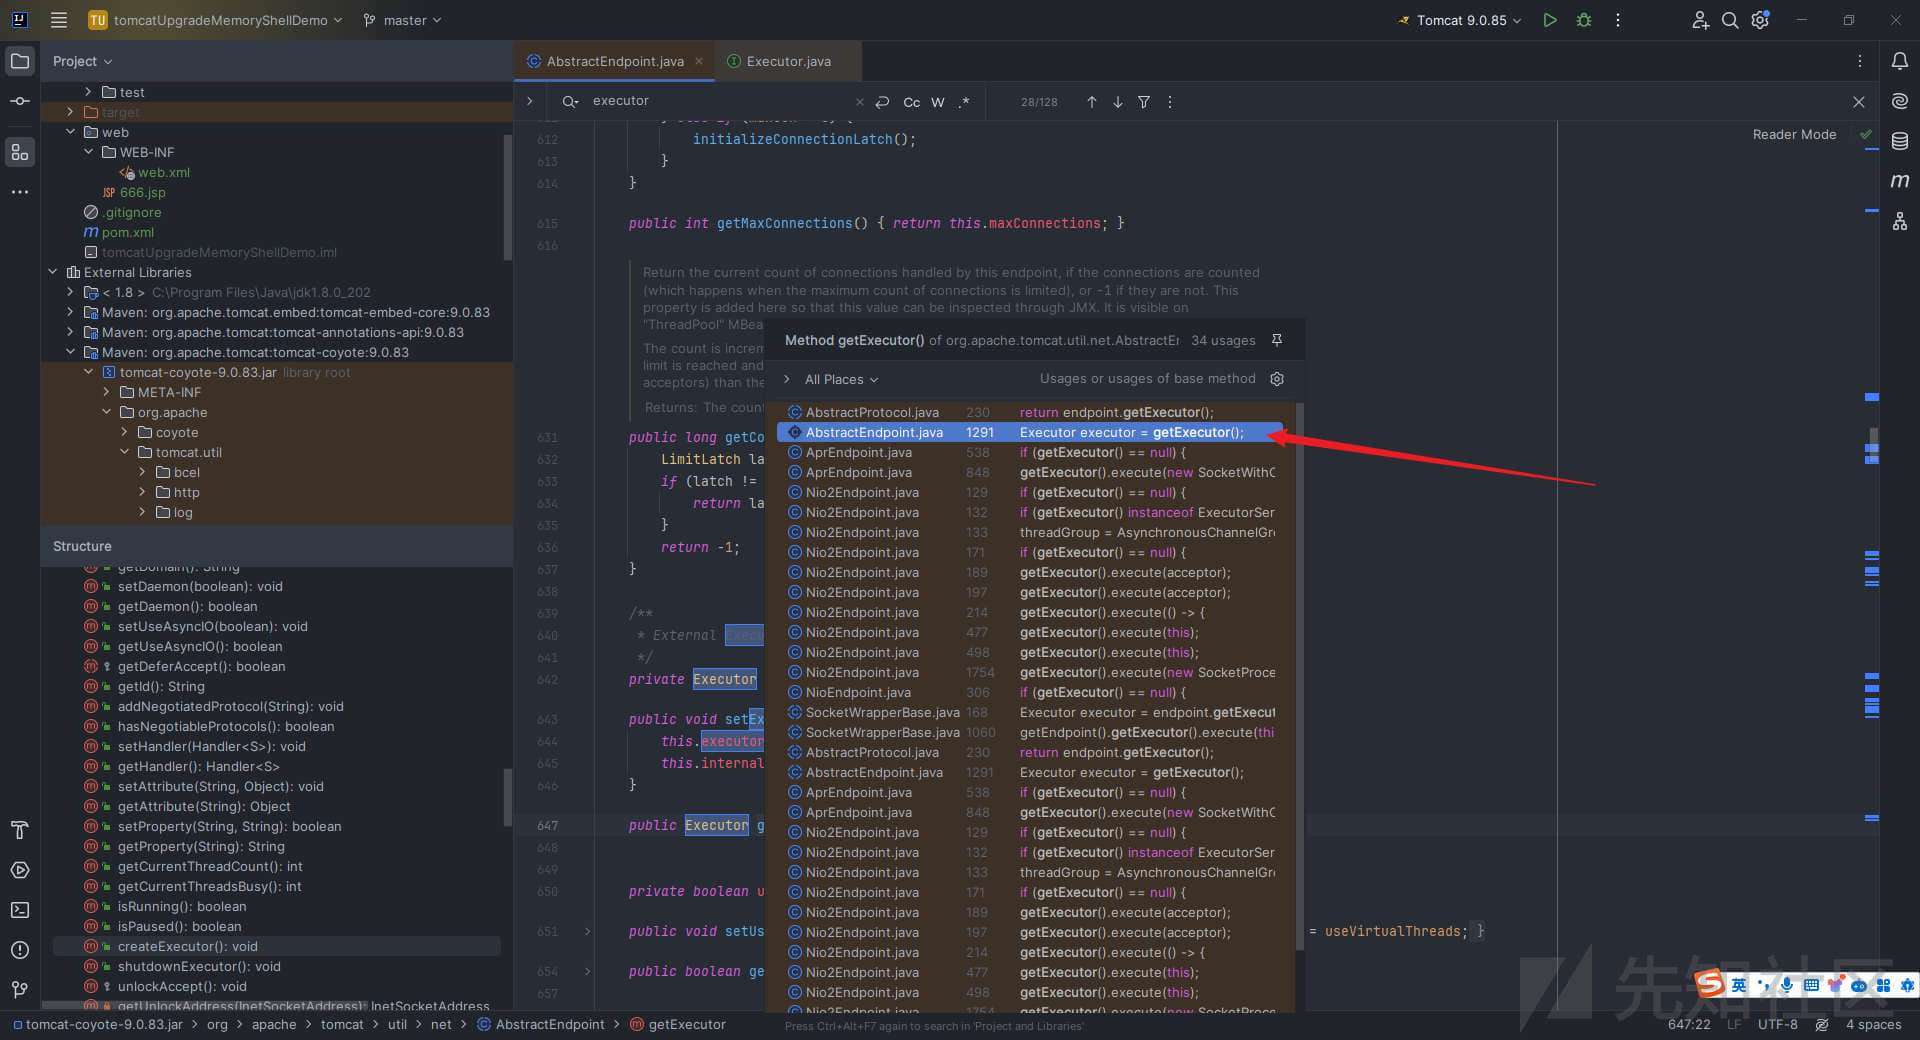 TU tomcatUpgradeMemoryShellDemo master Tomcat 9.0.85
Project
test
target
web
WEB-INF
web.xml
JSP 666.jsp
.gitignore
m pom.xml
tomcatUpgradeMemoryShellDemo.iml
External Libraries
< 1.8 > C:\Program Files\Java\jdk1.8.0_202
Maven: org.apache.tomcat.embed:tomcat-embed-core:9.0.83
Maven: org.apache.tomcat:tomcat-annotations-api:9.0.83
Maven: org.apache.tomcat:tomcat-coyote:9.0.83
tomcat-coyote-9.0.83.jar library root
META-INF
org.apache
coyote
tomcat.util
bcel
http
log
Structure
getDomain(): String
setDaemon(boolean): void
getDaemon(): boolean
setUseAsyncIO(boolean): void
getUseAsyncIO(): boolean
getDeferAccept(): boolean
getId(): String
addNegotiatedProtocol(String): void
hasNegotiableProtocols(): boolean
setHandler(Handler<S>): void
getHandler(): Handler<S>
setAttribute(String, Object): void
getAttribute(String): Object
setProperty(String, String): boolean
getProperty(String): String
getCurrentThreadCount(): int
getCurrentThreadsBusy(): int
isRunning(): boolean
isPaused(): boolean
createExecutor(): void
shutdownExecutor(): void
unlockAccept(): void
getUnlockAddress(InetSocketAddress): InetSocketAddress
AbstractEndpoint.java Executor.java
executor Cc W .* 28/128
Reader Mode
612 initializeConnectionLatch();
613 }
614 }
615 public int getMaxConnections() { return this.maxConnections; }
616
Return the current count of connections handled by this endpoint, if the connections are counted
(which happens when the maximum count of connections is limited), or -1 if they are not. This
property is added here so that this value can be inspected through JMX. It is visible on
"ThreadPool" MBea
The count is increm
limit is reached and
acceptors) than the
Returns: The count
631 public long getCo
632 LimitLatch la
633 if (latch !=
634 return la
635 }
636 return -1;
637 }
638
639 /**
640 * External Execu
641 */
642 private Executor
643 public void setEx
644 this.executor
645 this.internal
646 }
647 public Executor g
648
649
650 private boolean u
651 public void setUs = useVirtualThreads; }
654 public boolean ge
657
Method getExecutor() of org.apache.tomcat.util.net.AbstractEr 34 usages
All Places Usages or usages of base method
AbstractProtocol.java 230 return endpoint.getExecutor();
AbstractEndpoint.java 1291 Executor executor = getExecutor();
AprEndpoint.java 538 if (getExecutor() == null) {
AprEndpoint.java 848 getExecutor().execute(new SocketWithC
Nio2Endpoint.java 129 if (getExecutor() == null) {
Nio2Endpoint.java 132 if (getExecutor() instanceof ExecutorSer
Nio2Endpoint.java 133 threadGroup = AsynchronousChannelGr
Nio2Endpoint.java 171 if (getExecutor() == null) {
Nio2Endpoint.java 189 getExecutor().execute(acceptor);
Nio2Endpoint.java 197 getExecutor().execute(acceptor);
Nio2Endpoint.java 214 getExecutor().execute(() -> {
Nio2Endpoint.java 477 getExecutor().execute(this);
Nio2Endpoint.java 498 getExecutor().execute(this);
Nio2Endpoint.java 1754 getExecutor().execute(new SocketProce
NioEndpoint.java 306 if (getExecutor() == null) {
SocketWrapperBase.java 168 Executor executor = endpoint.getExecut
SocketWrapperBase.java 1060 getEndpoint().getExecutor().execute(thi
AbstractProtocol.java 230 return endpoint.getExecutor();
AbstractEndpoint.java 1291 Executor executor = getExecutor();
AprEndpoint.java 538 if (getExecutor() == null) {
AprEndpoint.java 848 getExecutor().execute(new SocketWithC
Nio2Endpoint.java 129 if (getExecutor() == null) {
Nio2Endpoint.java 132 if (getExecutor() instanceof ExecutorSer
Nio2Endpoint.java 133 threadGroup = AsynchronousChannelGr
Nio2Endpoint.java 171 if (getExecutor() == null) {
Nio2Endpoint.java 189 getExecutor().execute(acceptor);
Nio2Endpoint.java 197 getExecutor().execute(acceptor);
Nio2Endpoint.java 214 getExecutor().execute(() -> {
Nio2Endpoint.java 477 getExecutor().execute(this);
Nio2Endpoint.java 498 getExecutor().execute(this);
Nio2Endpoint.java 1754 getExecutor().execute(new SocketProce
Press Ctrl+Alt+F7 again to search in 'Project and Libraries'
先知社区
英
tomcat-coyote-9.0.83.jar > org > apache > tomcat > util > net > AbstractEndpoint > getExecutor
647:22 LF UTF-8 4 spaces